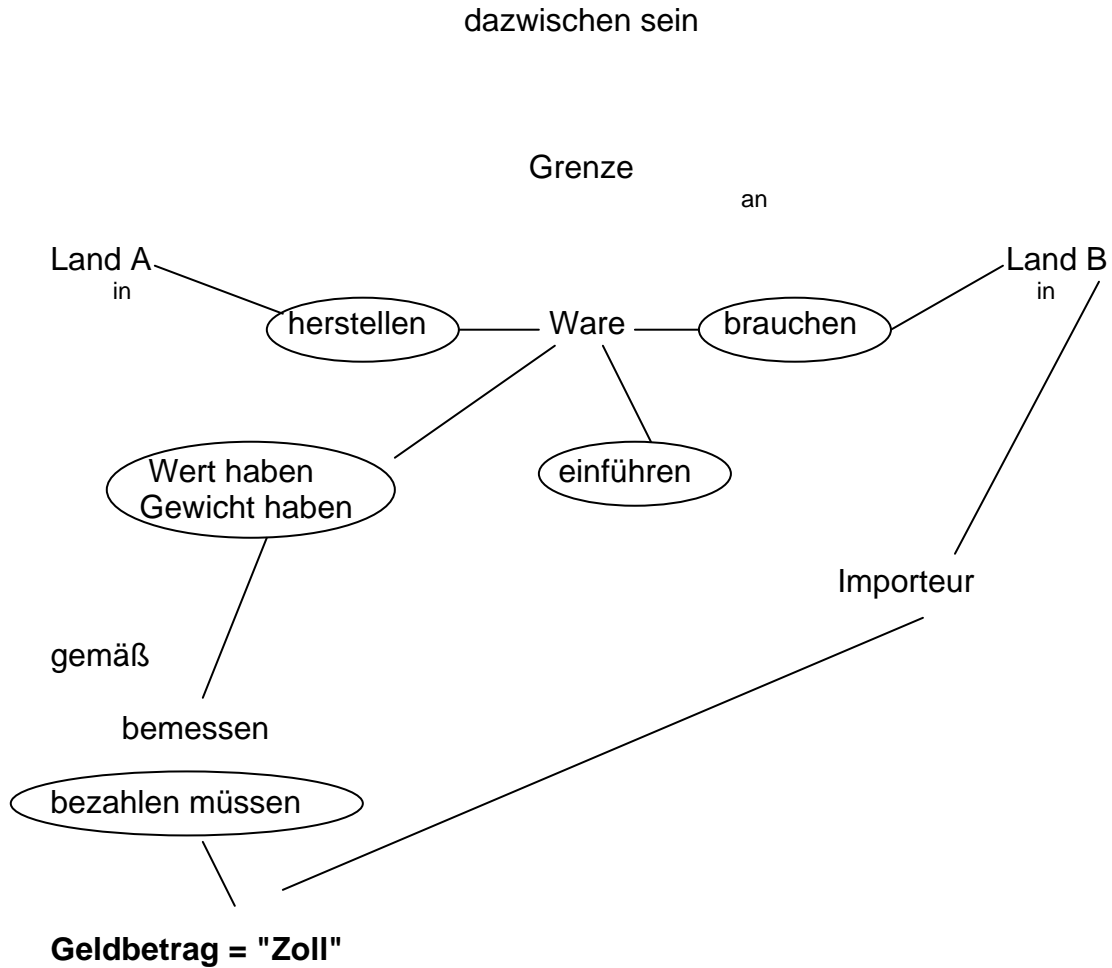 dazwischen sein
Grenze
an
Land A
Land B
in
in
herstellen
Ware
brauchen
Wert haben
Gewicht haben
einführen
Importeur
gemäß
bemessen
bezahlen müssen
Geldbetrag = "Zoll"